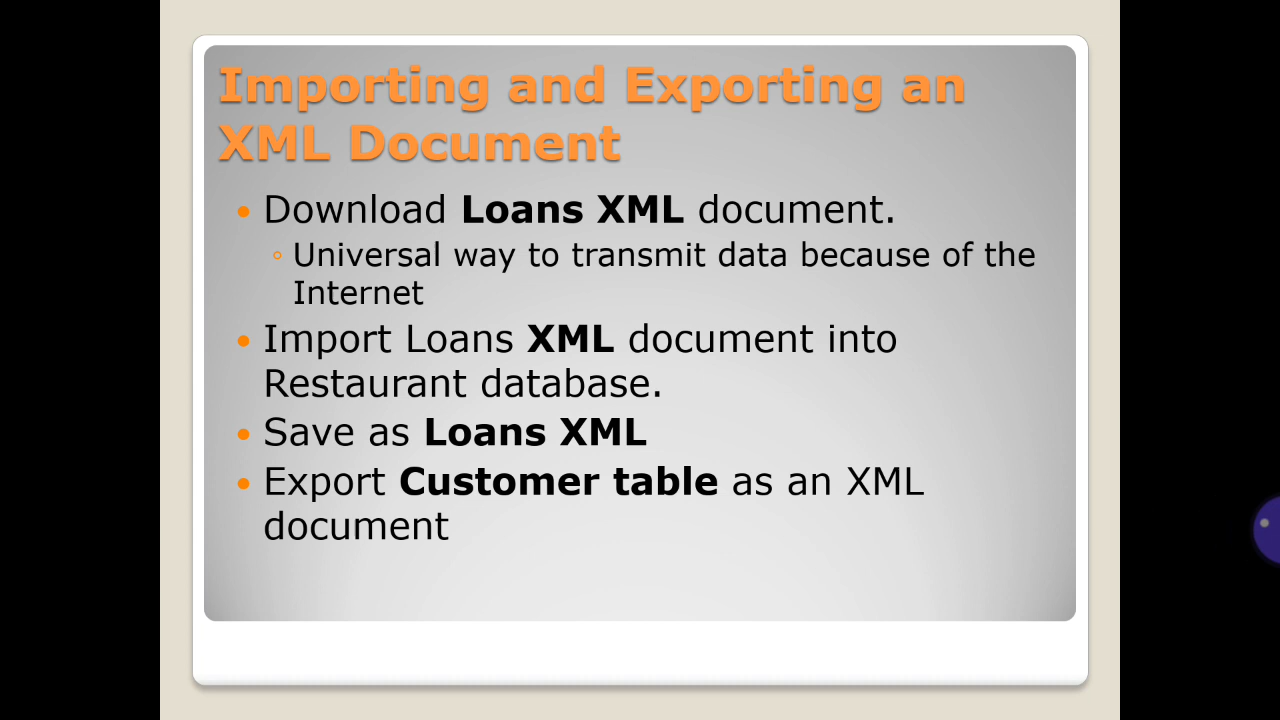 Importing and Exporting an
XML Document
• Download Loans XML document.
◦ Universal way to transmit data because of the
Internet
• Import Loans XML document into
Restaurant database.
• Save as Loans XML
• Export Customer table as an XML
document